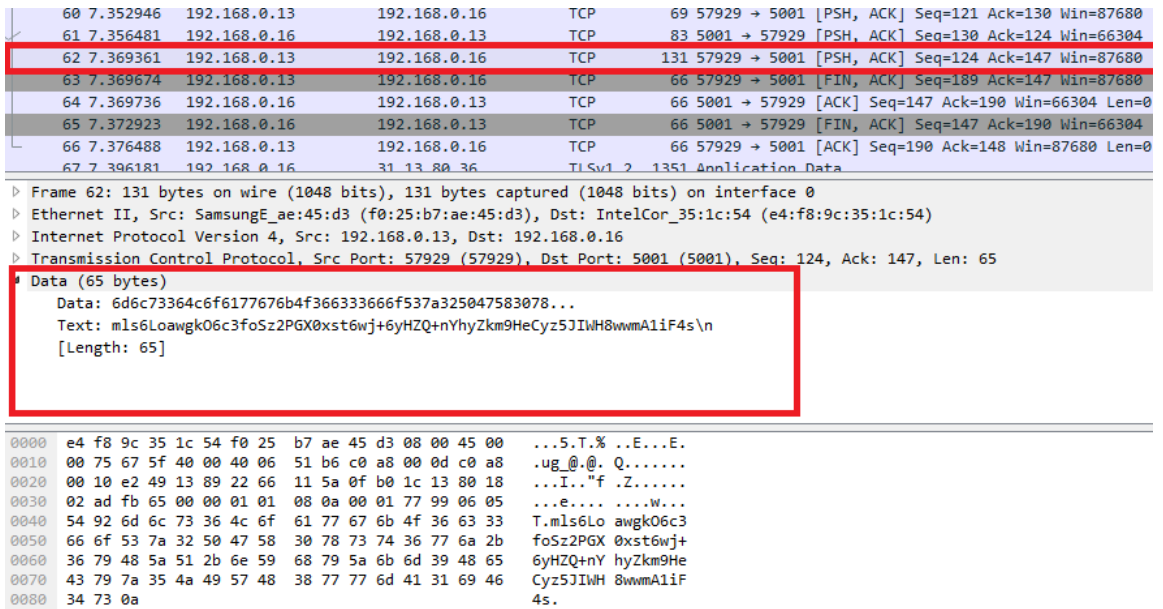 60 7.352946 192.168.0.13 192.168.0.16 TCP 69 57929 → 5001 [PSH, ACK] Seq=121 Ack=130 Win=87680
61 7.356481 192.168.0.16 192.168.0.13 TCP 83 5001 → 57929 [PSH, ACK] Seq=130 Ack=124 Win=66304
62 7.369361 192.168.0.13 192.168.0.16 TCP 131 57929 → 5001 [PSH, ACK] Seq=124 Ack=147 Win=87680
63 7.369674 192.168.0.13 192.168.0.16 TCP 66 57929 → 5001 [FIN, ACK] Seq=189 Ack=147 Win=87680
64 7.369736 192.168.0.16 192.168.0.13 TCP 66 5001 → 57929 [ACK] Seq=147 Ack=190 Win=66304 Len=0
65 7.372923 192.168.0.16 192.168.0.13 TCP 66 5001 → 57929 [FIN, ACK] Seq=147 Ack=190 Win=66304
66 7.376488 192.168.0.13 192.168.0.16 TCP 66 57929 → 5001 [ACK] Seq=190 Ack=148 Win=87680 Len=0
67 7.396181 192.168.0.16 31.13.80.36 TLSv1.2 1351 Application Data
Frame 62: 131 bytes on wire (1048 bits), 131 bytes captured (1048 bits) on interface 0
Ethernet II, Src: SamsungE_ae:45:d3 (f0:25:b7:ae:45:d3), Dst: IntelCor_35:1c:54 (e4:f8:9c:35:1c:54)
Internet Protocol Version 4, Src: 192.168.0.13, Dst: 192.168.0.16
Transmission Control Protocol, Src Port: 57929 (57929), Dst Port: 5001 (5001), Seq: 124, Ack: 147, Len: 65
Data (65 bytes)
Data: 6d6c73364c6f6177676b4f366333666f537a325047583078...
Text: mls6LoawgkO6c3foSz2PGX0xst6wj+6yHZQ+nYhyZkm9HeCyz5JIWH8wwmA1iF4s\n
[Length: 65]
0000 e4 f8 9c 35 1c 54 f0 25 b7 ae 45 d3 08 00 45 00 ...5.T.% ..E...E.
0010 00 75 67 5f 40 00 40 06 51 b6 c0 a8 00 0d c0 a8 .ug_@.@. Q.......
0020 00 10 e2 49 13 89 22 66 11 5a 0f b0 1c 13 80 18 ...I.."f .Z......
0030 02 ad fb 65 00 00 01 01 08 0a 00 01 77 99 06 05 ...e.... ....w...
0040 54 92 6d 6c 73 36 4c 6f 61 77 67 6b 4f 36 63 33 T.mls6Lo awgkO6c3
0050 66 6f 53 7a 32 50 47 58 30 78 73 74 36 77 6a 2b foSz2PGX 0xst6wj+
0060 36 79 48 5a 51 2b 6e 59 68 79 5a 6b 6d 39 48 65 6yHZQ+nY hyZkm9He
0070 43 79 7a 35 4a 49 57 48 38 77 77 6d 41 31 69 46 Cyz5JIWH 8wwmA1iF
0080 34 73 0a 4s.